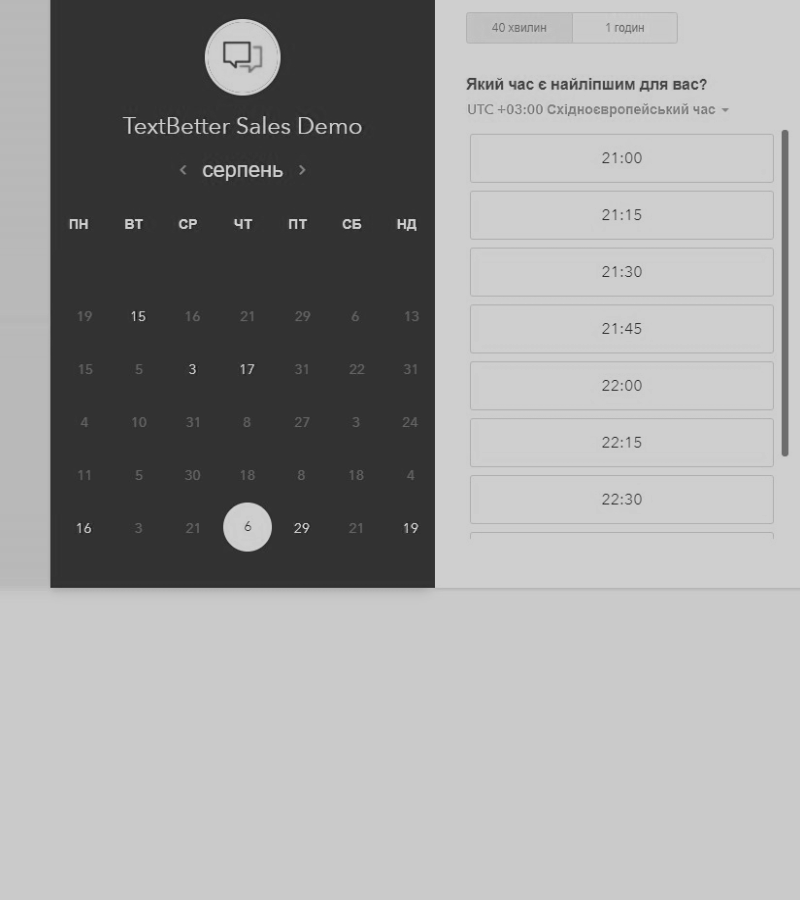 TextBetter Sales Demo
серпень
ПН ВТ СР ЧТ ПТ СБ НД
19 15 16 21 29 6 13
15 5 3 17 31 22 31
4 10 31 8 27 3 24
11 5 30 18 8 18 4
16 3 21 6 29 21 19
40 хвилин 1 годин
Який час є найліпшим для вас?
UTC +03:00 Східноєвропейський час
21:00
21:15
21:30
21:45
22:00
22:15
22:30